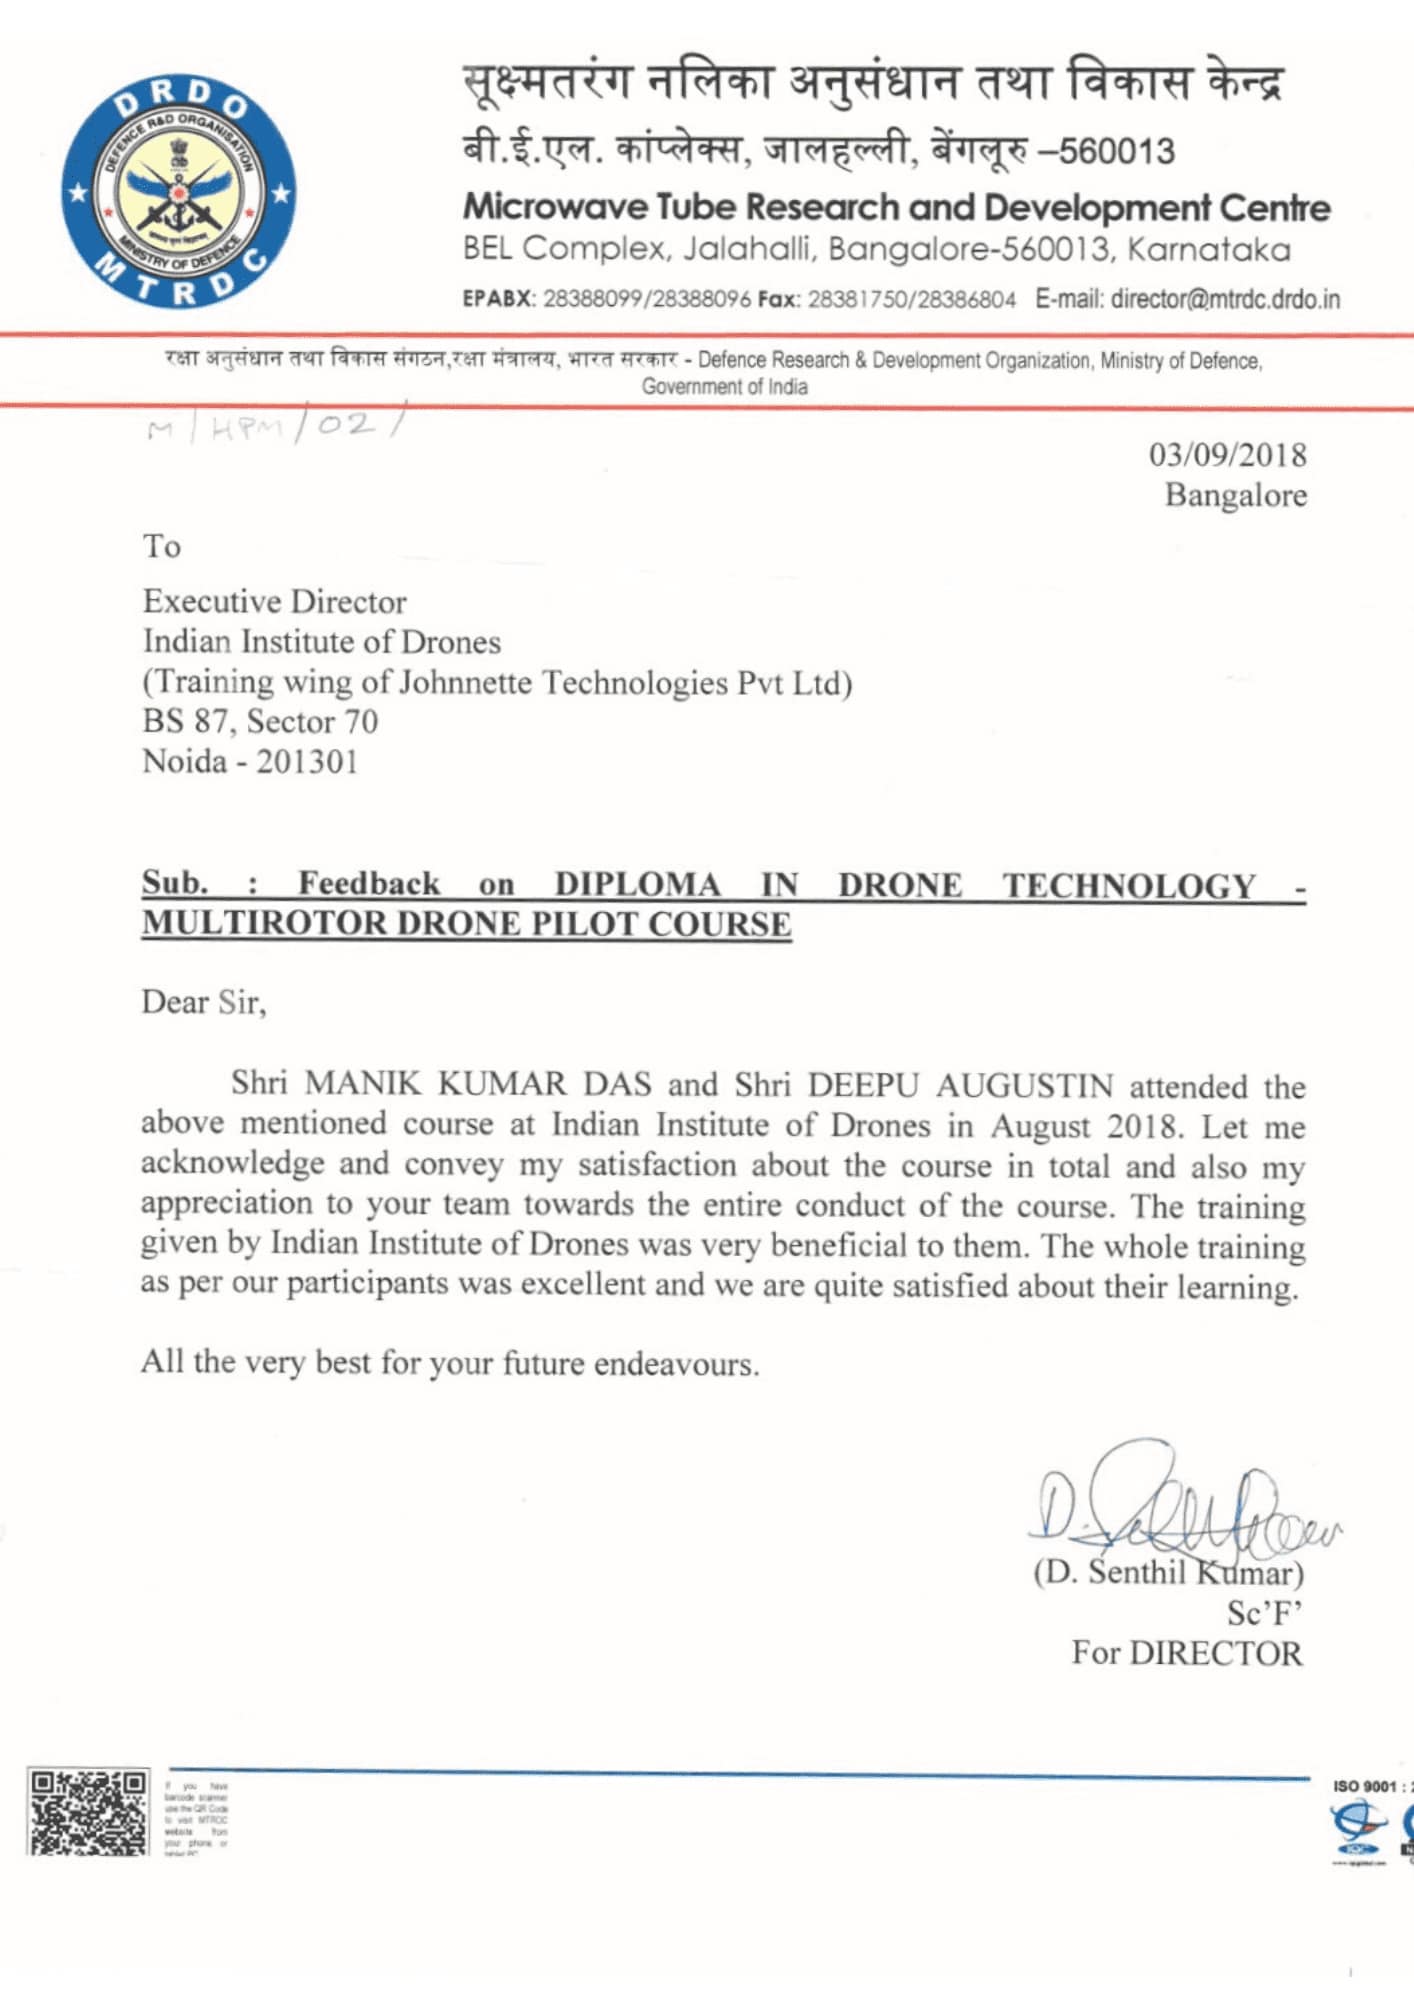 सूक्ष्मतरंग नलिका अनुसंधान तथा विकास केन्द्र
बी.ई.एल. कांप्लेक्स, जालहल्ली, बेंगलूरु –560013
Microwave Tube Research and Development Centre
BEL Complex, Jalahalli, Bangalore-560013, Karnataka
EPABX: 28388099/28388096 Fax: 28381750/28386804 E-mail: director@mtrdc.drdo.in
DRDO
DEFENCE R&D ORGANISATION
MINISTRY OF DEFENCE
MTRDC
रक्षा अनुसंधान तथा विकास संगठन,रक्षा मंत्रालय, भारत सरकार - Defence Research & Development Organization, Ministry of Defence,
Government of India
M/HPM/02/
03/09/2018
Bangalore
To
Executive Director
Indian Institute of Drones
(Training wing of Johnnette Technologies Pvt Ltd)
BS 87, Sector 70
Noida - 201301
Sub. : Feedback on DIPLOMA IN DRONE TECHNOLOGY -
MULTIROTOR DRONE PILOT COURSE
Dear Sir,
Shri MANIK KUMAR DAS and Shri DEEPU AUGUSTIN attended the
above mentioned course at Indian Institute of Drones in August 2018. Let me
acknowledge and convey my satisfaction about the course in total and also my
appreciation to your team towards the entire conduct of the course. The training
given by Indian Institute of Drones was very beneficial to them. The whole training
as per our participants was excellent and we are quite satisfied about their learning.
All the very best for your future endeavours.
(D. Senthil Kumar)
Sc'F'
For DIRECTOR
If you have
barcode scanner
use the QR Code
to visit MTRDC
website from
your phone or
ISO 9001 :